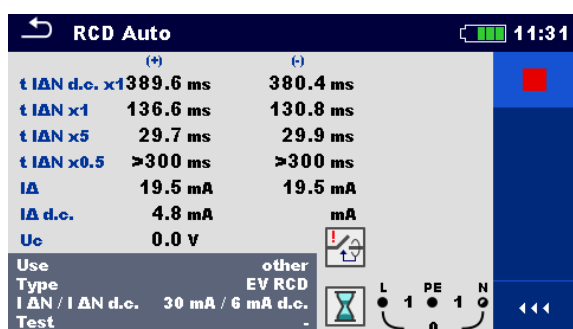 RCD Auto 11:31
(+) (-)
t IΔN d.c. x1 389.6 ms 380.4 ms
t IΔN x1 136.6 ms 130.8 ms
t IΔN x5 29.7 ms 29.9 ms
t IΔN x0.5 >300 ms >300 ms
IΔ 19.5 mA 19.5 mA
IΔ d.c. 4.8 mA mA
Uc 0.0 V
Use other
Type EV RCD
I ΔN / I ΔN d.c. 30 mA / 6 mA d.c.
Test -
L PE N
1 1
0